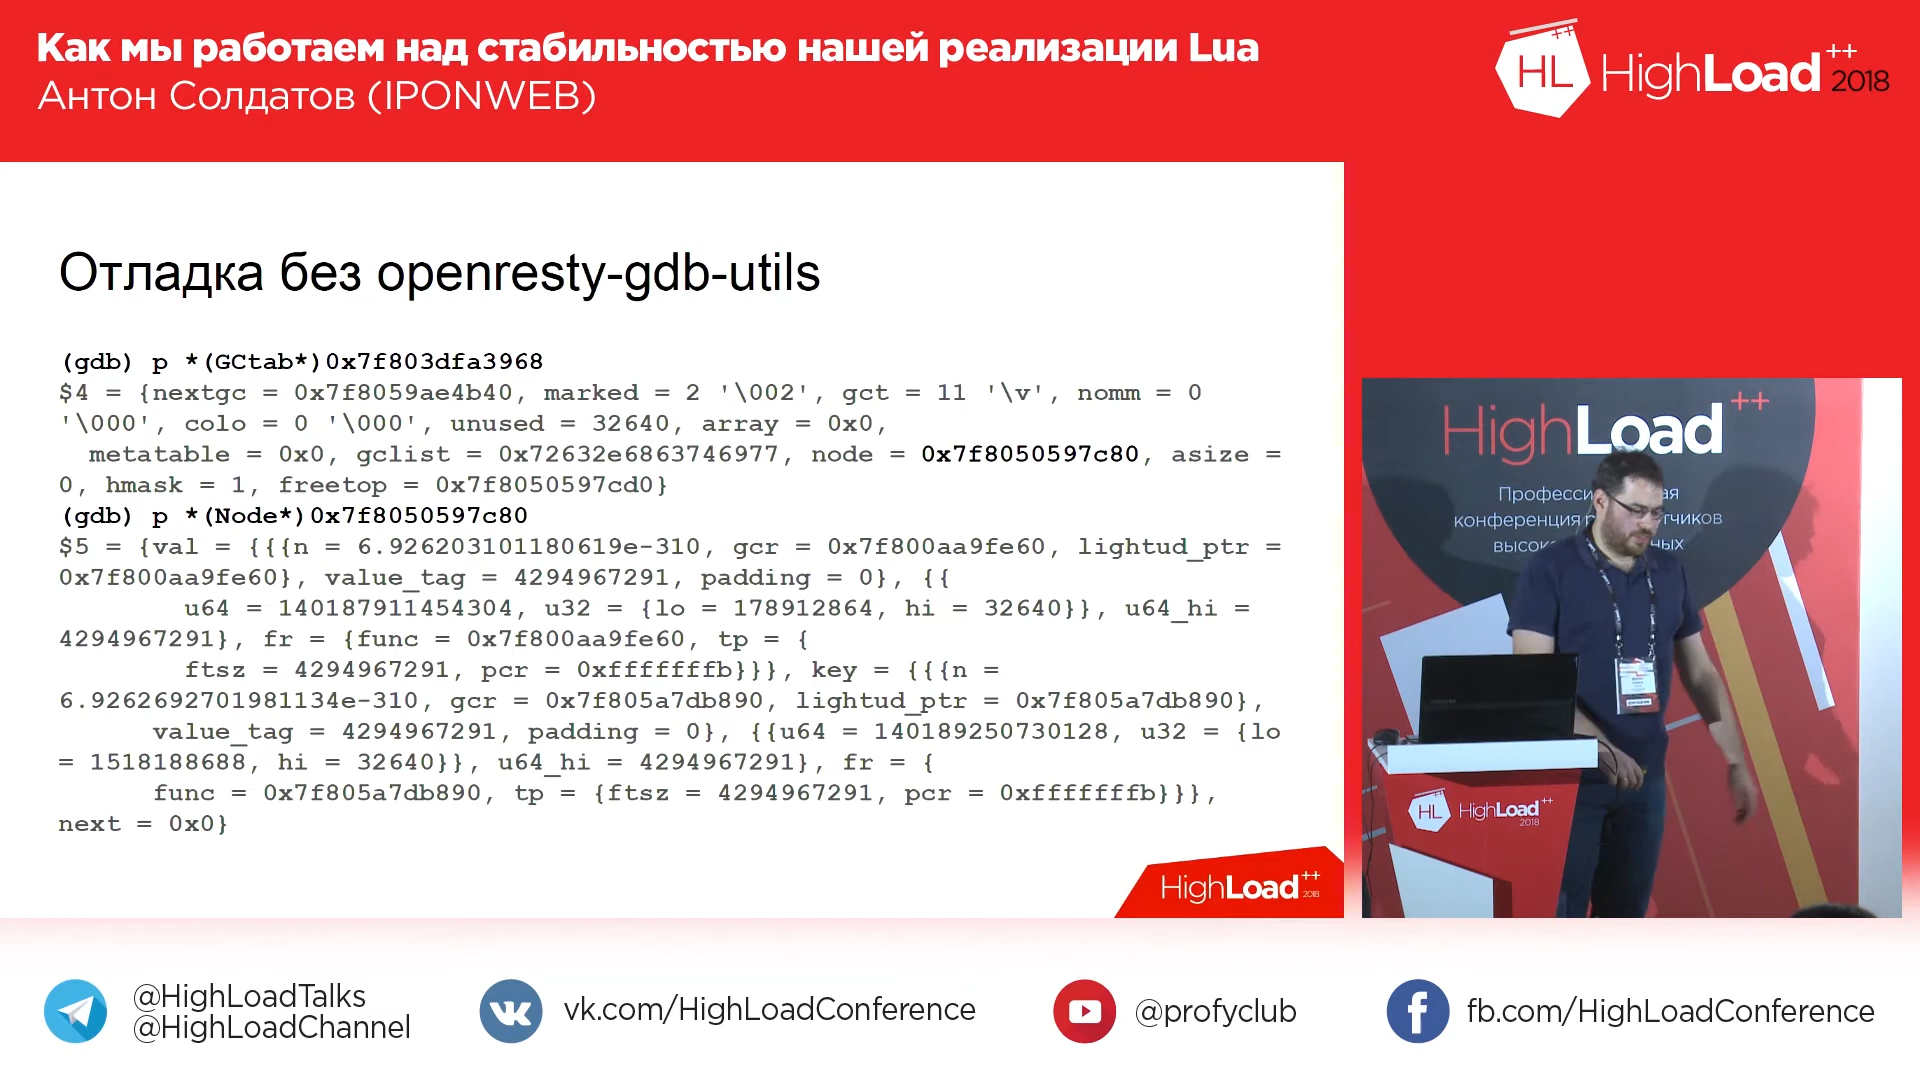 Как мы работаем над стабильностью нашей реализации Lua
Антон Солдатов (IPONWEB)
HL HighLoad++ 2018
Отладка без openresty-gdb-utils
(gdb) p *(GCtab*)0x7f803dfa3968
$4 = {nextgc = 0x7f8059ae4b40, marked = 2 '\002', gct = 11 '\v', nomm = 0
'\000', colo = 0 '\000', unused = 32640, array = 0x0,
metatable = 0x0, gclist = 0x72632e6863746977, node = 0x7f8050597c80, asize =
0, hmask = 1, freetop = 0x7f8050597cd0}
(gdb) p *(Node*)0x7f8050597c80
$5 = {val = {{{n = 6.926203101180619e-310, gcr = 0x7f800aa9fe60, lightud_ptr =
0x7f800aa9fe60}, value_tag = 4294967291, padding = 0}, {{
u64 = 140187911454304, u32 = {lo = 178912864, hi = 32640}}, u64_hi =
4294967291}, fr = {func = 0x7f800aa9fe60, tp = {
ftsz = 4294967291, pcr = 0xfffffffb}}}, key = {{{n =
6.9262692701981134e-310, gcr = 0x7f805a7db890, lightud_ptr = 0x7f805a7db890},
value_tag = 4294967291, padding = 0}, {{u64 = 140189250730128, u32 = {lo
= 1518188688, hi = 32640}}, u64_hi = 4294967291}, fr = {
func = 0x7f805a7db890, tp = {ftsz = 4294967291, pcr = 0xfffffffb}}},
next = 0x0}
HighLoad++ 2018
HighLoad++
конференция
HL HighLoad++ 2018
@HighLoadTalks
@HighLoadChannel
vk.com/HighLoadConference
@profyclub
fb.com/HighLoadConference